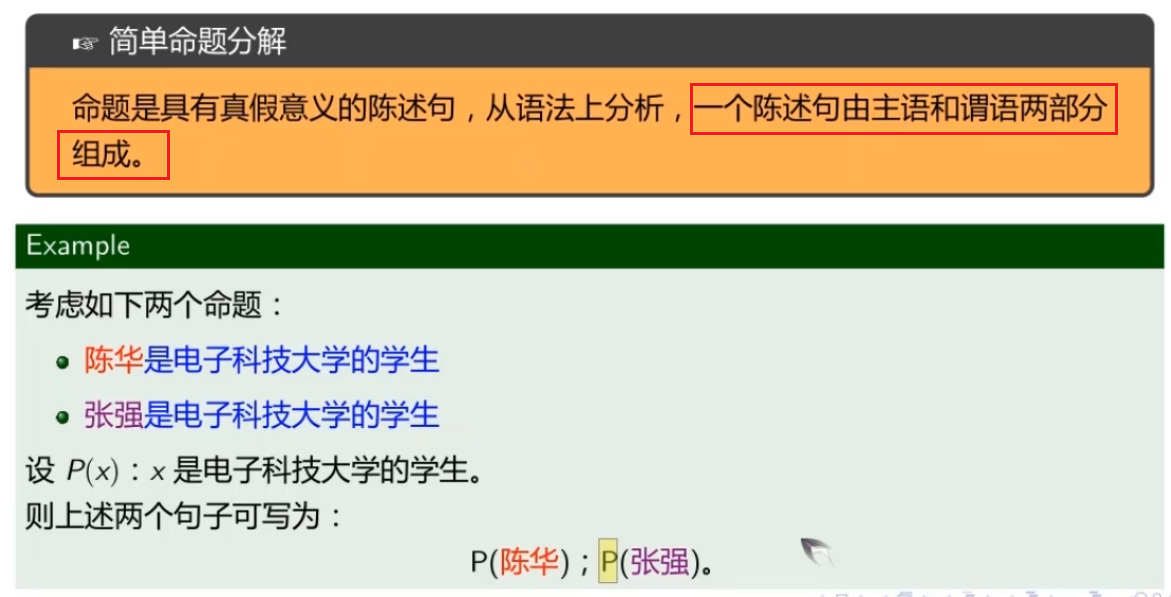 ☞ 简单命题分解
命题是具有真假意义的陈述句，从语法上分析，一个陈述句由主语和谓语两部分
组成。
Example
考虑如下两个命题：
陈华是电子科技大学的学生
张强是电子科技大学的学生
设 P(x)：x 是电子科技大学的学生。
则上述两个句子可写为：
P(陈华)；P(张强)。